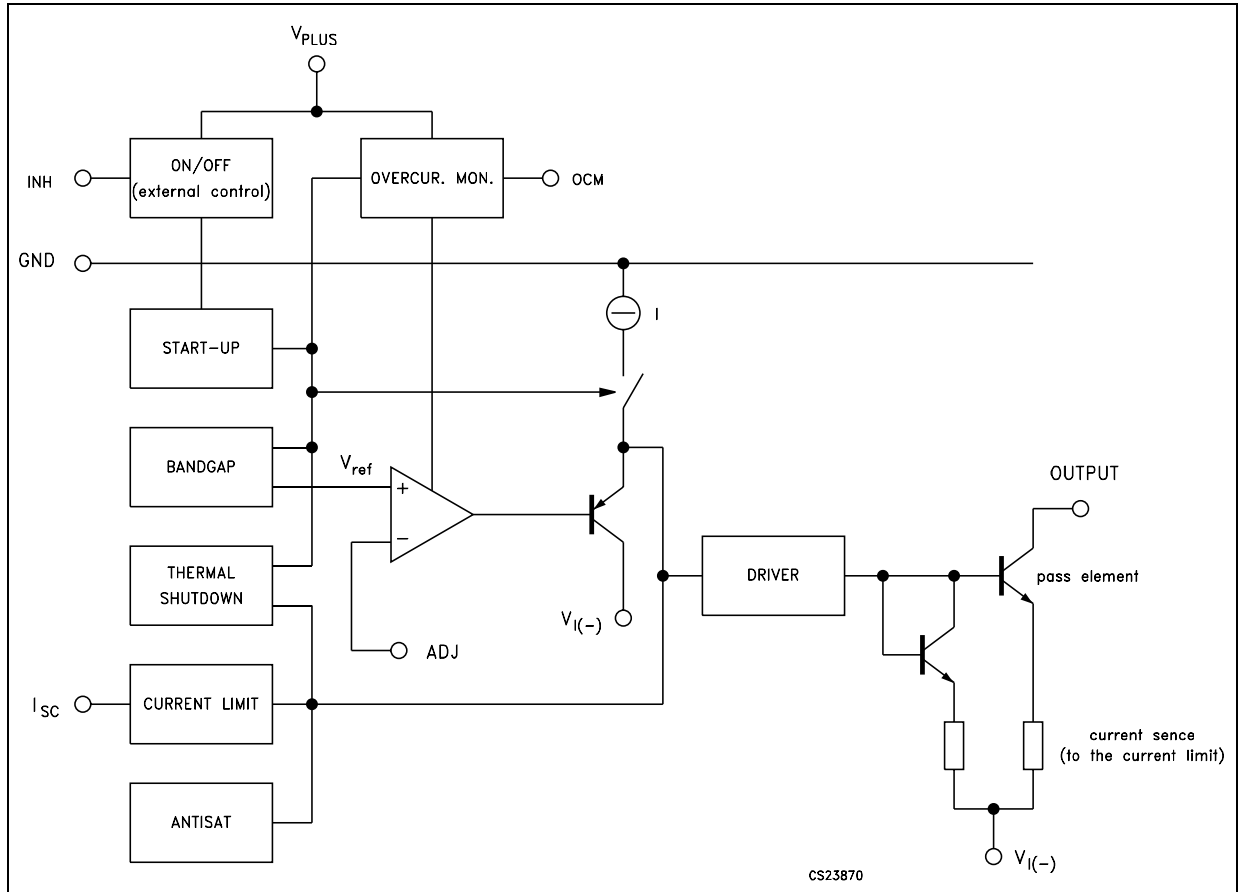 VPLUS
INH
ON/OFF
(external control)
OVERCUR. MON.
OCM
GND
I
START-UP
BANDGAP
Vref
+
−
OUTPUT
THERMAL
SHUTDOWN
DRIVER
pass element
VI(-)
ADJ
ISC
CURRENT LIMIT
current sence
(to the current limit)
ANTISAT
VI(-)
CS23870